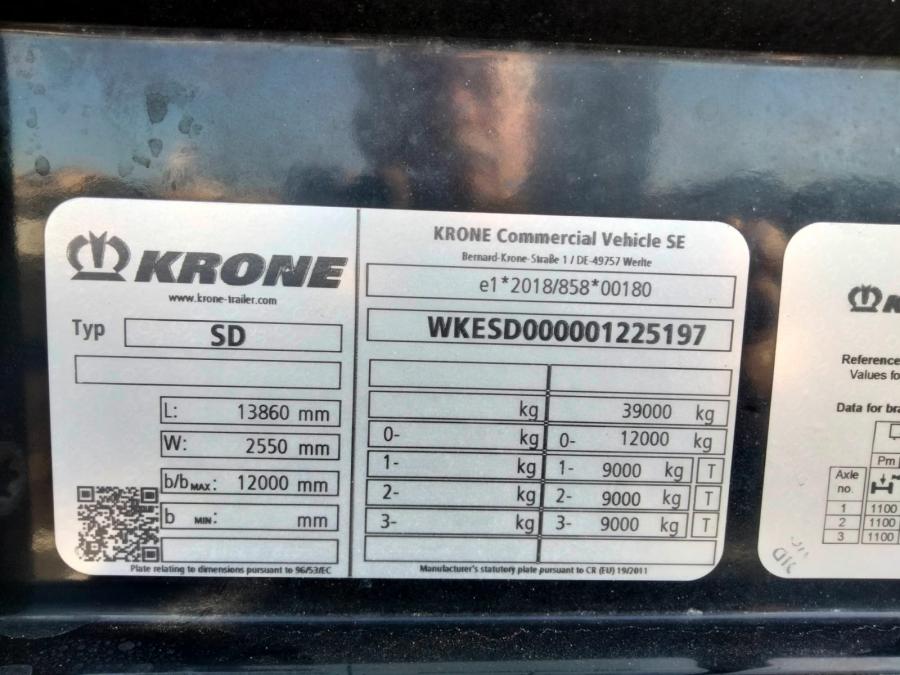 KRONE
www.krone-trailer.com
Typ SD
L: 13860 mm
W: 2550 mm
b/b MAX: 12000 mm
b MIN: mm
Plate relating to dimensions pursuant to 96/53/EC
KRONE Commercial Vehicle SE
Bernard-Krone-Straße 1 / DE-49757 Werlte
e1*2018/858*00180
WKESD000001225197
kg 39000 kg
0- kg 0- 12000 kg
1- kg 1- 9000 kg T
2- kg 2- 9000 kg T
3- kg 3- 9000 kg T
Manufacturer's statutory plate pursuant to CR (EU) 19/2011
Reference
Values fo
Data for bra
Pm
Axle
no.
1 1100
2 1100
3 1100